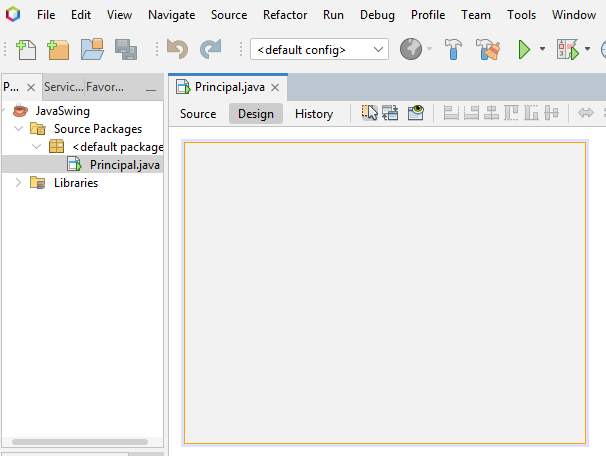 File Edit View Navigate Source Refactor Run Debug Profile Team Tools Window
<default config>
P... Servic... Favor...
Principal.java
JavaSwing
Source Packages
<default package
Principal.java
Libraries
Source Design History